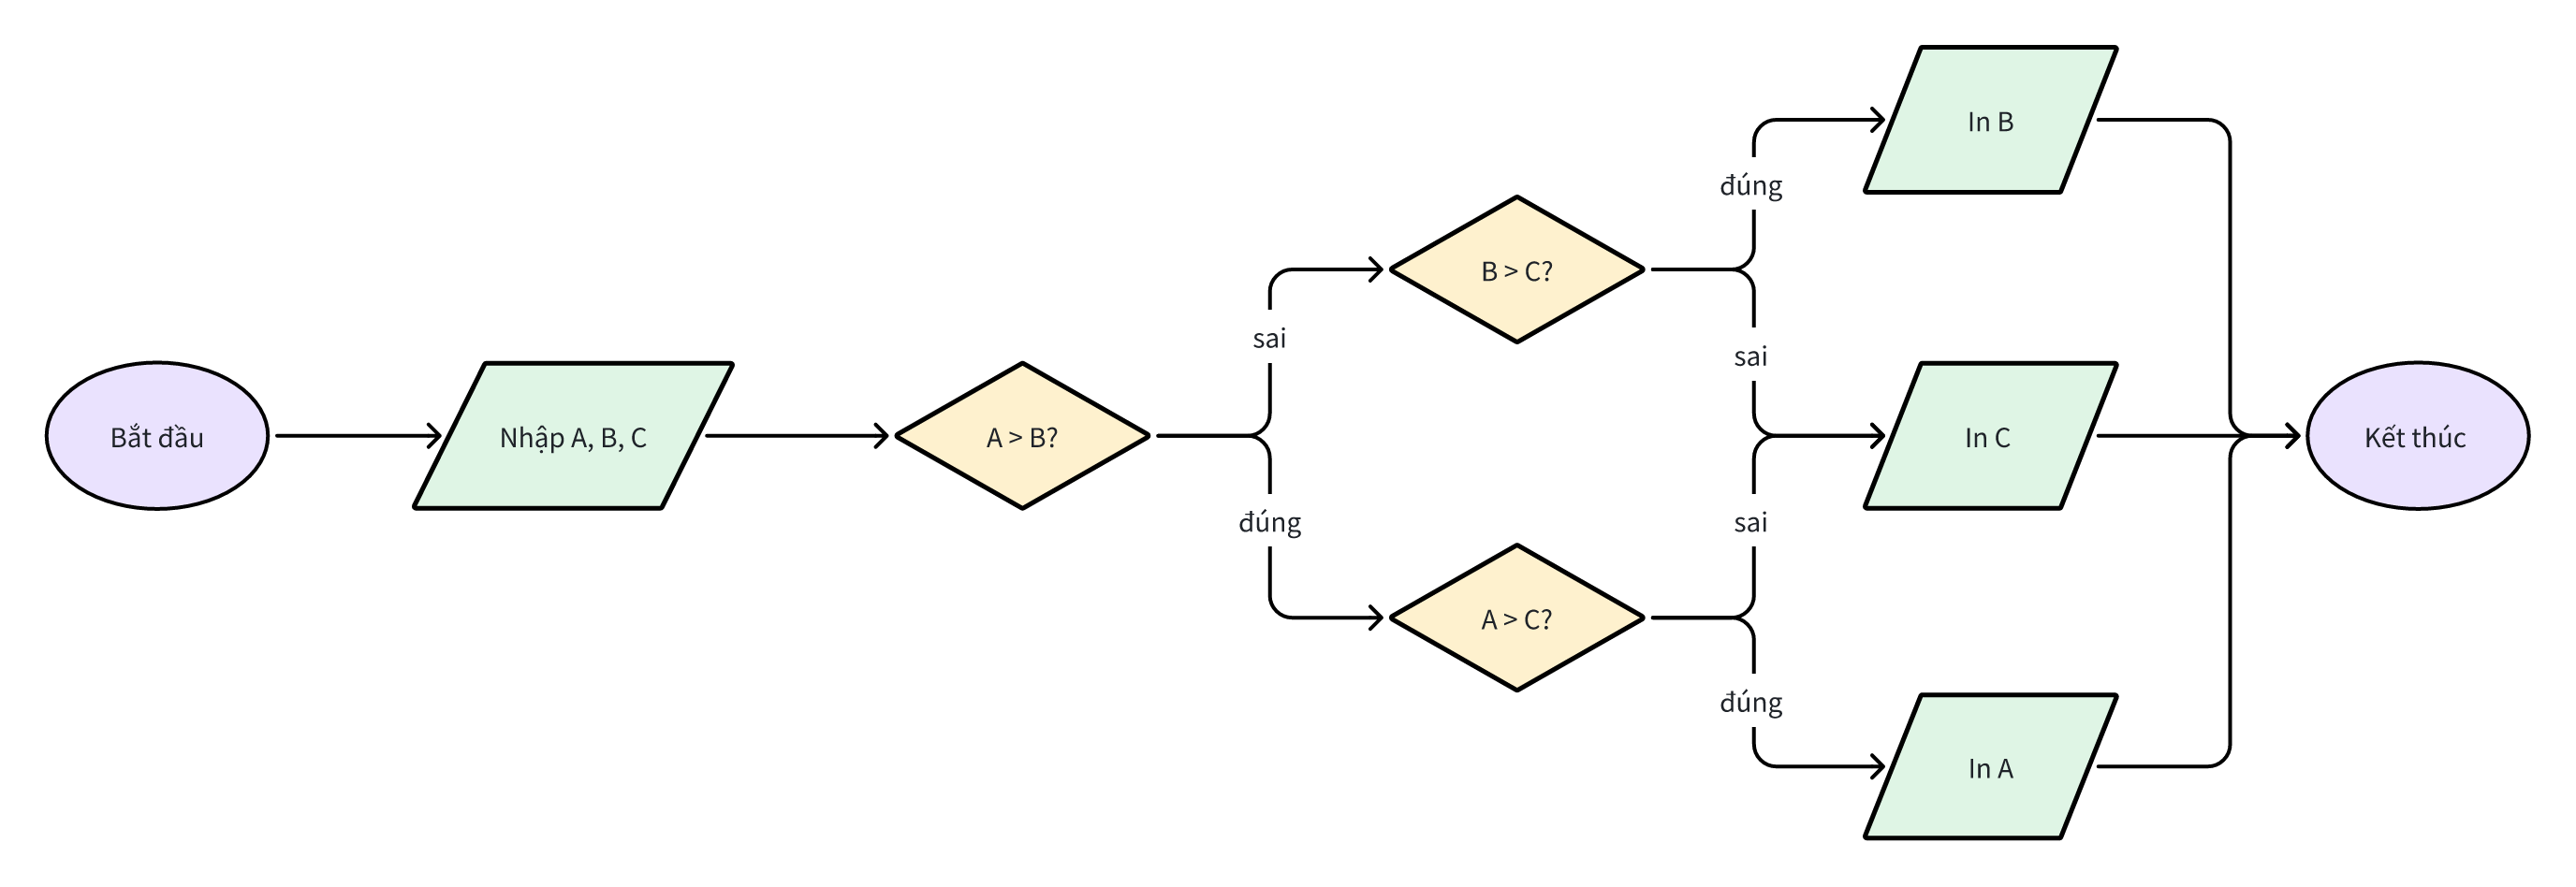 Bắt đầu
Nhập A, B, C
A > B?
sai
đúng
B > C?
A > C?
đúng
sai
sai
đúng
In B
In C
In A
Kết thúc